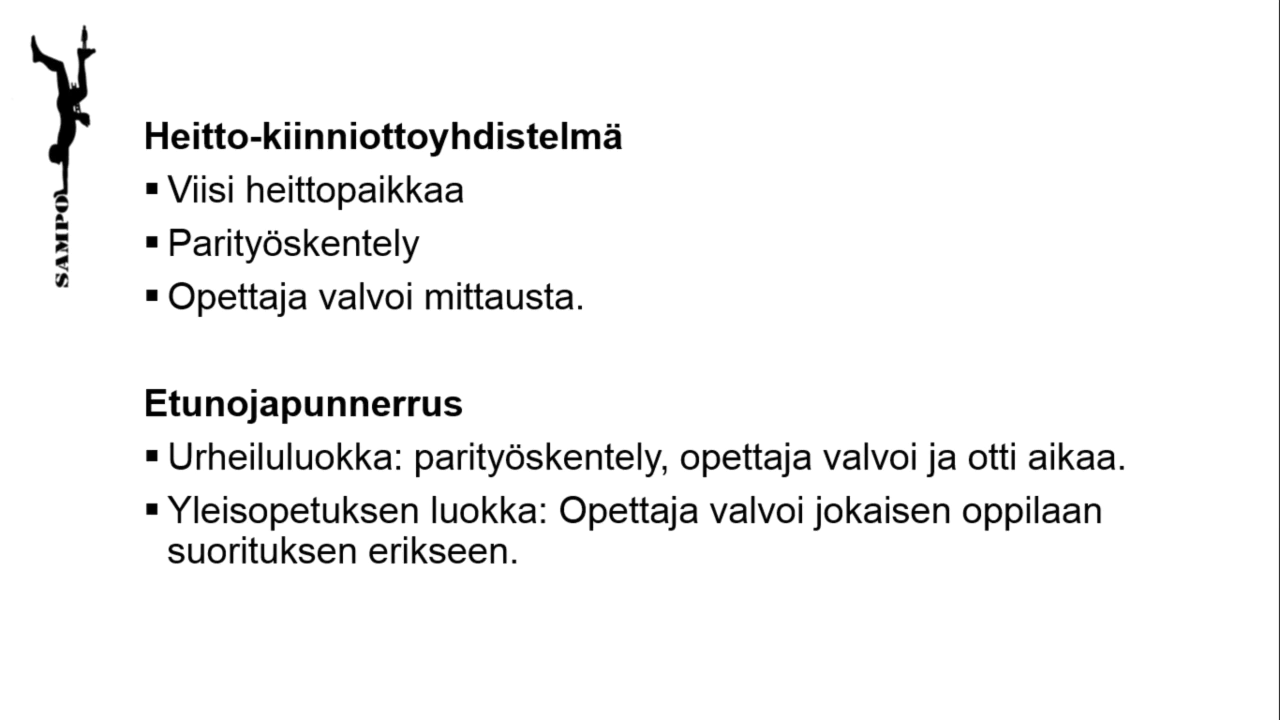 SAMPO
Heitto-kiinniottoyhdistelmä
▪ Viisi heittopaikkaa
▪ Parityöskentely
▪ Opettaja valvoi mittausta.
Etunojapunnerrus
▪ Urheiluluokka: parityöskentely, opettaja valvoi ja otti aikaa.
▪ Yleisopetuksen luokka: Opettaja valvoi jokaisen oppilaan
suorituksen erikseen.